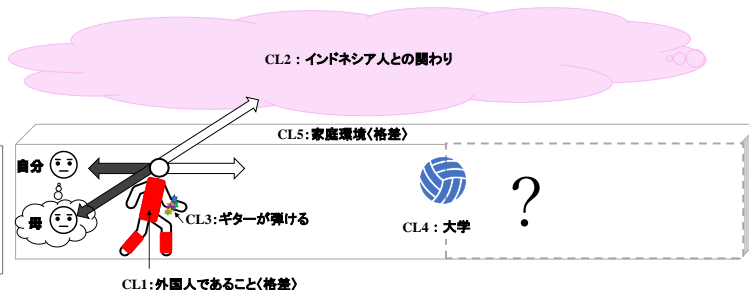 CL2：インドネシア人との関わり
CL5：家庭環境〈格差〉
自分
母
CL3：ギターが弾ける
CL4：大学
？
CL1：外国人であること〈格差〉